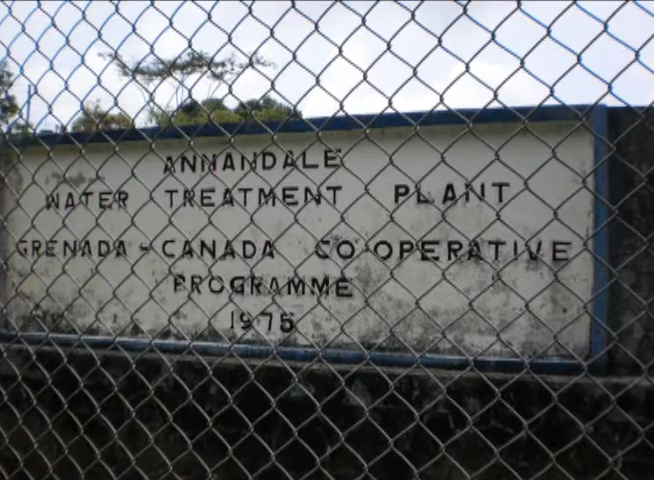 ANNANDALE
WATER TREATMENT PLANT
GRENADA - CANADA CO OPERATIVE
PROGRAMME
1975